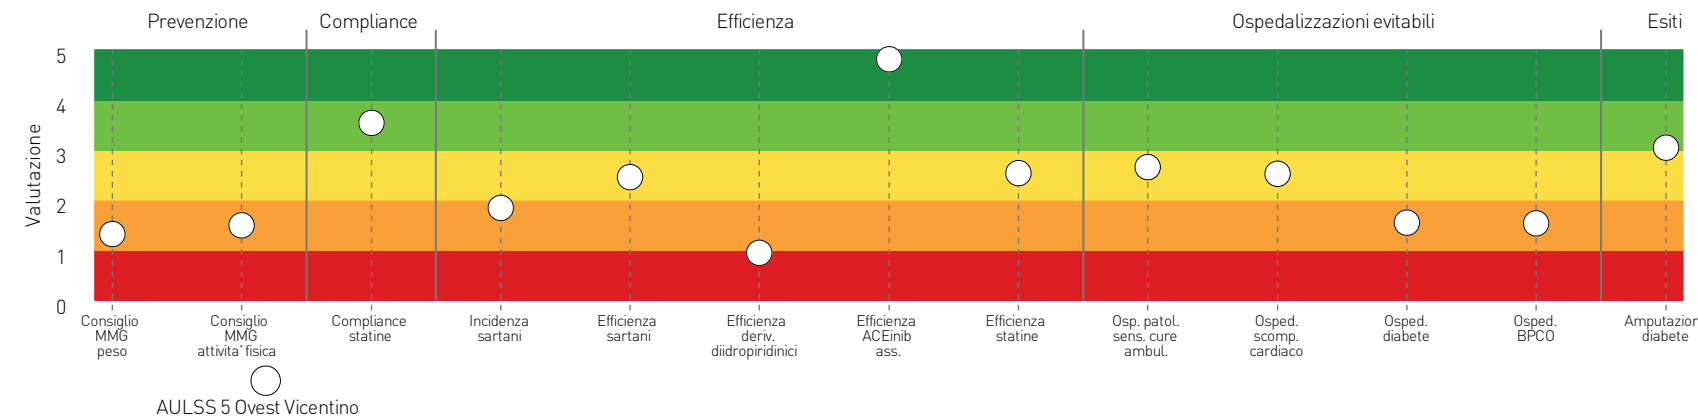 Prevenzione
Compliance
Efficienza
Ospedalizzazioni evitabili
Esiti
Valutazione
5
4
3
2
1
0
Consiglio
MMG
peso
Consiglio
MMG
attivita' fisica
Compliance
statine
Incidenza
sartani
Efficienza
sartani
Efficienza
deriv.
diidropiridinici
Efficienza
ACEinib
ass.
Efficienza
statine
Osp. patol.
sens. cure
ambul.
Osped.
scomp.
cardiaco
Osped.
diabete
Osped.
BPCO
Amputazion
diabete
AULSS 5 Ovest Vicentino